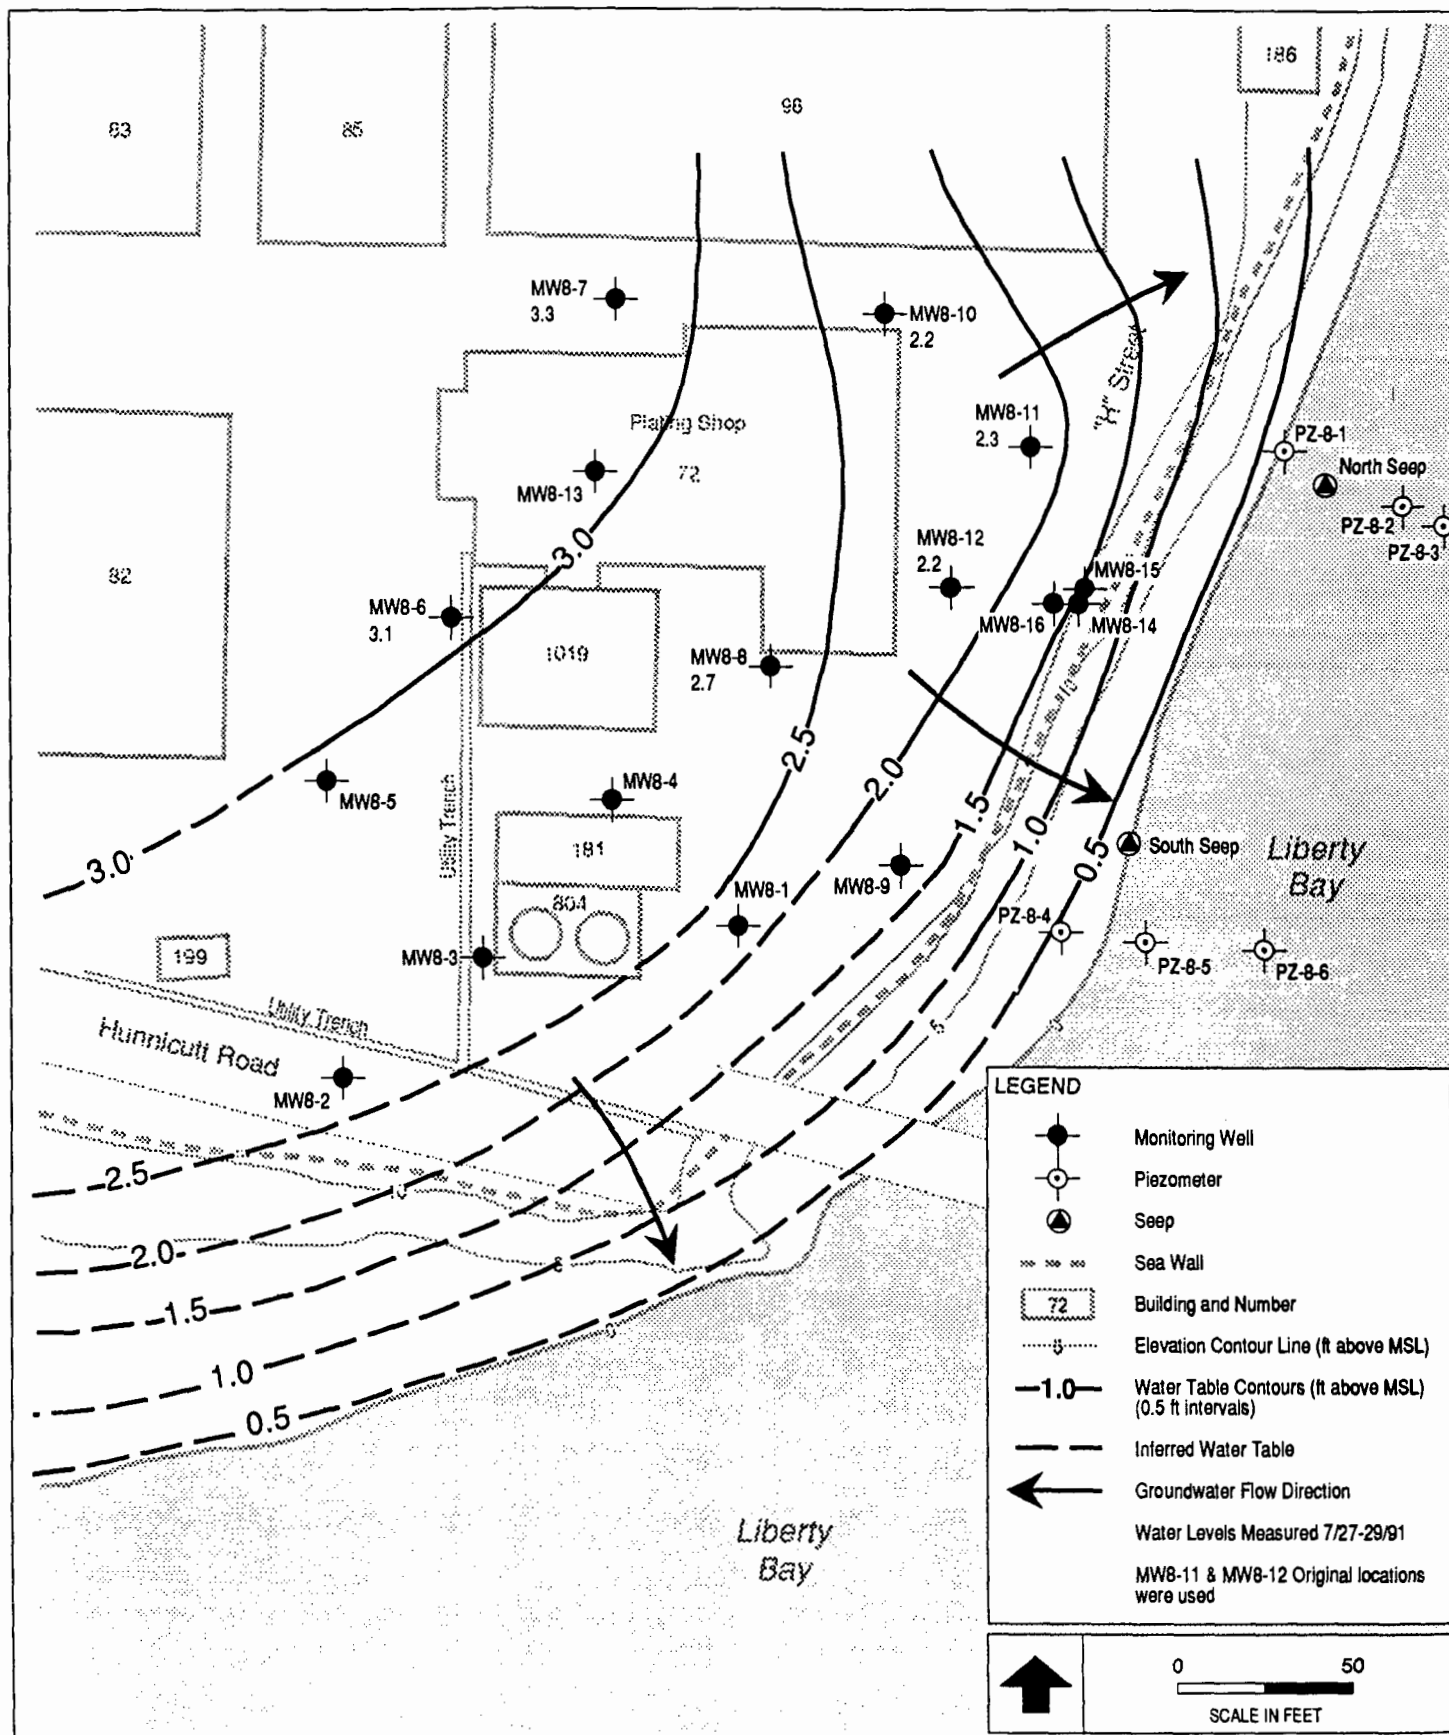 186
83
85
98
MW8-7
3.3
MW8-10
2.2
"H" Street
Plating Shop
72
MW8-11
2.3
PZ-8-1
North Seep
PZ-8-2
PZ-8-3
MW8-13
3.0
82
MW8-12
2.2
MW8-15
MW8-16
MW8-14
MW8-6
3.1
1019
MW8-8
2.7
10
2.5
2.0
1.5
1.0
0.5
MW8-5
Utility Trench
MW8-4
181
South Seep
Liberty
Bay
3.0
MW8-9
MW8-1
804
PZ-8-4
PZ-8-5
PZ-8-6
199
MW8-3
Utility Trench
Hunnicutt Road
MW8-2
5
0
2.5
10
2.0
5
1.5
1.0
0
0.5
Liberty
Bay
LEGEND
Monitoring Well
Piezometer
Seep
Sea Wall
72 Building and Number
5 Elevation Contour Line (ft above MSL)
1.0 Water Table Contours (ft above MSL)
(0.5 ft intervals)
Inferred Water Table
Groundwater Flow Direction
Water Levels Measured 7/27-29/91
MW8-11 & MW8-12 Original locations
were used
0 50
SCALE IN FEET